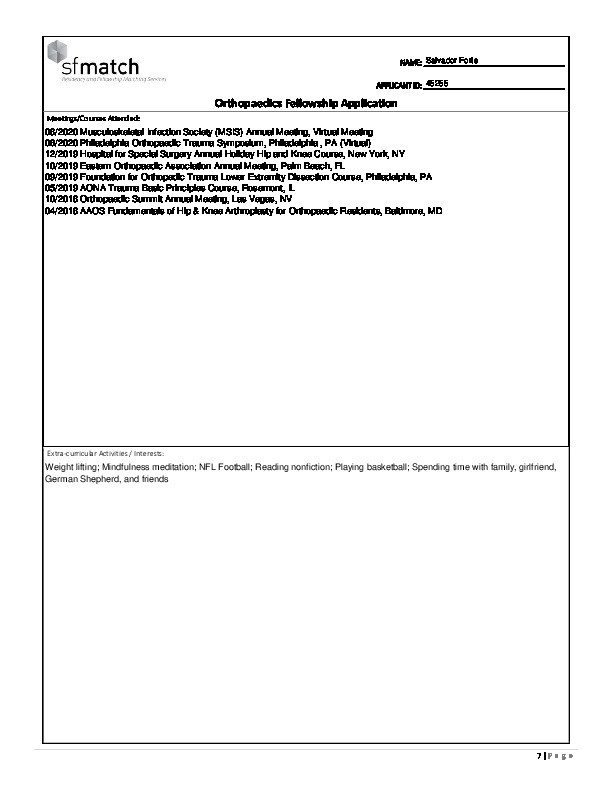 sfmatch
Residency and Fellowship Matching Services
NAME: Salvador Forte
APPLICANT ID: 45255
Orthopaedics Fellowship Application
Meetings/Courses Attended:
08/2020 Musculoskeletal Infection Society (MSIS) Annual Meeting, Virtual Meeting
06/2020 Philadelphia Orthopaedic Trauma Symposium, Philadelphia , PA (Virtual)
12/2019 Hospital for Special Surgery Annual Holiday Hip and Knee Course, New York, NY
10/2019 Eastern Orthopaedic Association Annual Meeting, Palm Beach, FL
09/2019 Foundation for Orthopedic Trauma Lower Extremity Dissection Course, Philadelphia, PA
05/2019 AONA Trauma Basic Principles Course, Rosemont, IL
10/2018 Orthopaedic Summit Annual Meeting, Las Vegas, NV
04/2018 AAOS Fundamentals of Hip & Knee Arthroplasty for Orthopaedic Residents, Baltimore, MD
Extra-curricular Activities / Interests:
Weight lifting; Mindfulness meditation; NFL Football; Reading nonfiction; Playing basketball; Spending time with family, girlfriend,
German Shepherd, and friends
7 | Page